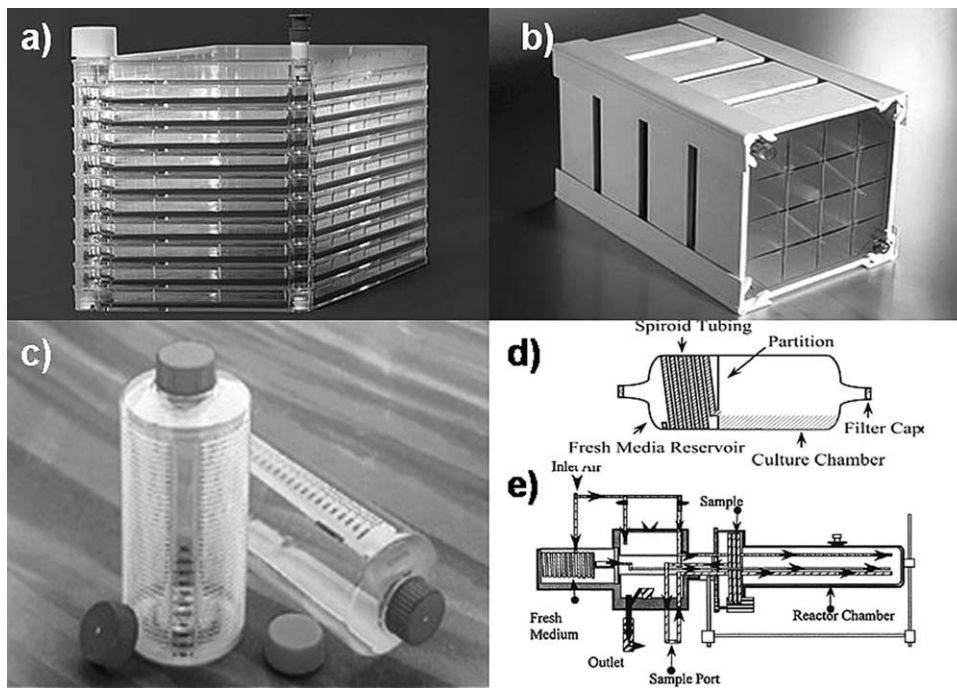 a)
b)
c)
d)
Spiroid Tubing
Partition
Fresh Media Reservoir
Culture Chamber
Filter Cap
e)
Inlet Air
Sample
Fresh
Medium
Outlet
Sample Port
Reactor Chamber